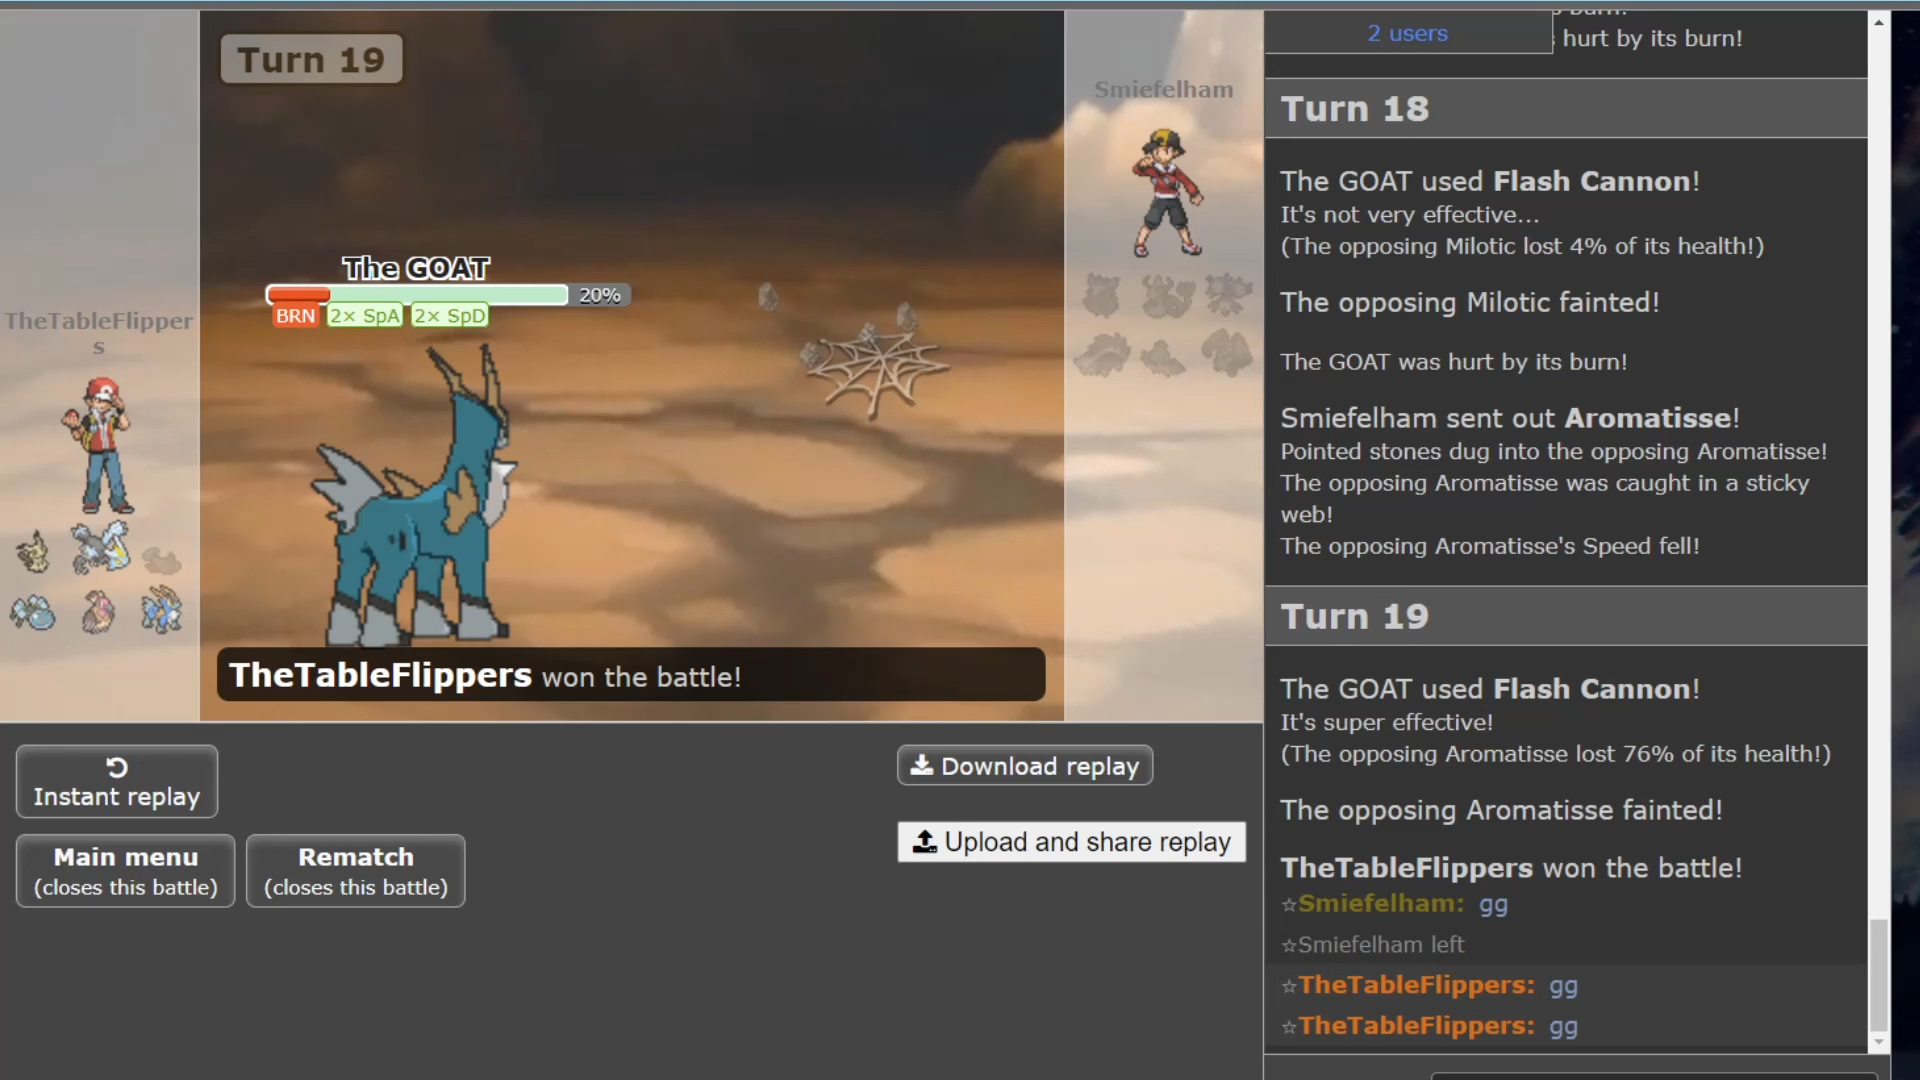 Turn 19
TheTableFlipper
s
The GOAT
20%
BRN 2× SpA 2× SpD
TheTableFlippers won the battle!
Smiefelham
Instant replay
Main menu
(closes this battle)
Rematch
(closes this battle)
Download replay
Upload and share replay
2 users
hurt by its burn!
Turn 18
The GOAT used Flash Cannon!
It's not very effective...
(The opposing Milotic lost 4% of its health!)
The opposing Milotic fainted!
The GOAT was hurt by its burn!
Smiefelham sent out Aromatisse!
Pointed stones dug into the opposing Aromatisse!
The opposing Aromatisse was caught in a sticky
web!
The opposing Aromatisse's Speed fell!
Turn 19
The GOAT used Flash Cannon!
It's super effective!
(The opposing Aromatisse lost 76% of its health!)
The opposing Aromatisse fainted!
TheTableFlippers won the battle!
☆Smiefelham: gg
☆Smiefelham left
☆TheTableFlippers: gg
☆TheTableFlippers: gg